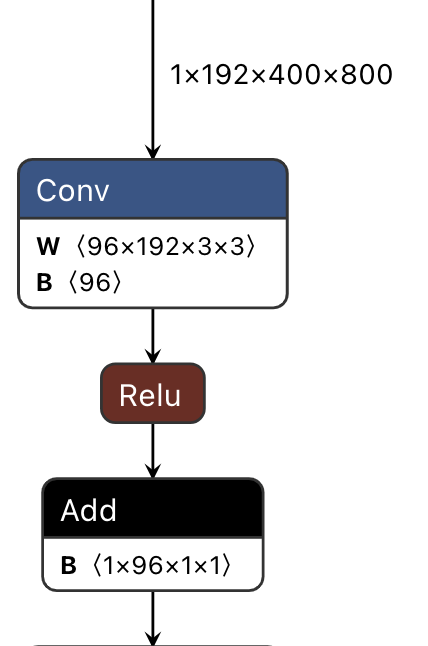 1×192×400×800
Conv
W 〈96×192×3×3〉
B 〈96〉
Relu
Add
B 〈1×96×1×1〉